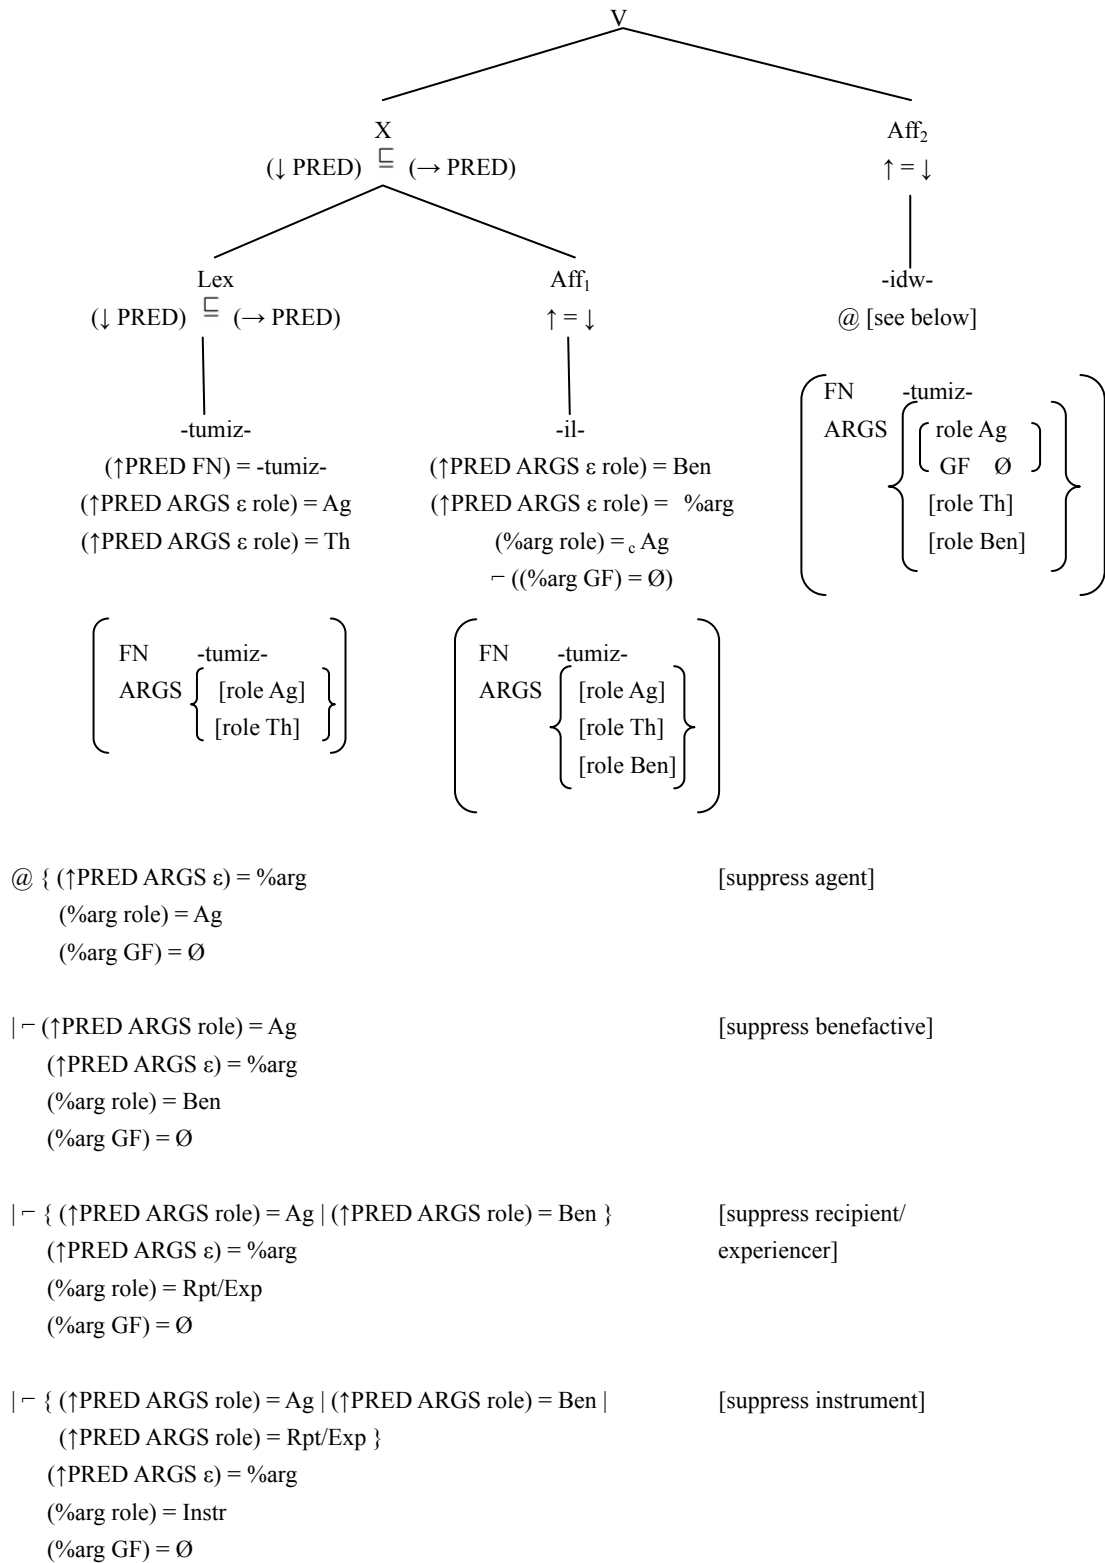 V
X Aff₂
(↓ PRED) ⊑ (→ PRED) ↑ = ↓
Lex Aff₁ -idw-
(↓ PRED) ⊑ (→ PRED) ↑ = ↓ @ [see below]
-tumiz- -il-
(↑PRED FN) = -tumiz- (↑PRED ARGS ε role) = Ben
(↑PRED ARGS ε role) = Ag (↑PRED ARGS ε role) = %arg
(↑PRED ARGS ε role) = Th (%arg role) =c Ag
¬ ((%arg GF) = Ø)
FN -tumiz-
ARGS role Ag
GF Ø
[role Th]
[role Ben]
FN -tumiz-
ARGS [role Ag]
[role Th]
FN -tumiz-
ARGS [role Ag]
[role Th]
[role Ben]
@ { (↑PRED ARGS ε) = %arg [suppress agent]
(%arg role) = Ag
(%arg GF) = Ø
| ¬ (↑PRED ARGS role) = Ag [suppress benefactive]
(↑PRED ARGS ε) = %arg
(%arg role) = Ben
(%arg GF) = Ø
| ¬ { (↑PRED ARGS role) = Ag | (↑PRED ARGS role) = Ben } [suppress recipient/
(↑PRED ARGS ε) = %arg experiencer]
(%arg role) = Rpt/Exp
(%arg GF) = Ø
| ¬ { (↑PRED ARGS role) = Ag | (↑PRED ARGS role) = Ben | [suppress instrument]
(↑PRED ARGS role) = Rpt/Exp }
(↑PRED ARGS ε) = %arg
(%arg role) = Instr
(%arg GF) = Ø